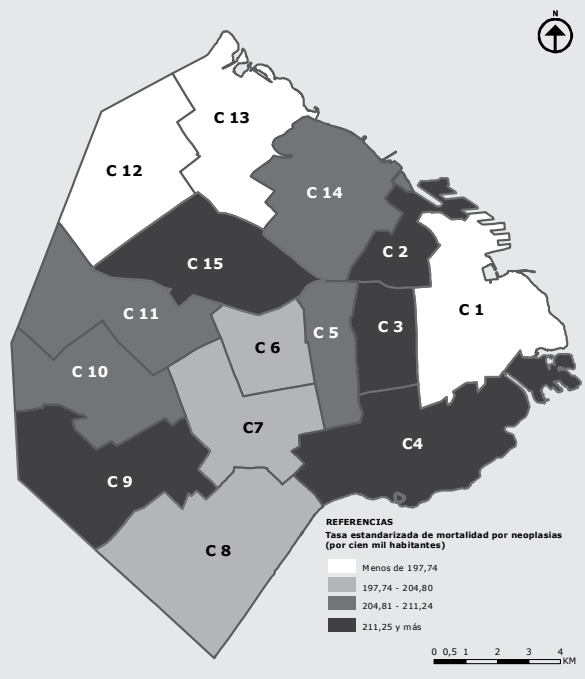 N
C 13
C 12
C 14
C 2
C 15
C 1
C 11
C 5
C 3
C 6
C 10
C7
C4
C 9
C 8
REFERENCIAS
Tasa estandarizada de mortalidad por neoplasias
(por cien mil habitantes)
Menos de 197,74
197,74 - 204,80
204,81 - 211,24
211,25 y más
0 0,5 1 2 3 4
KM